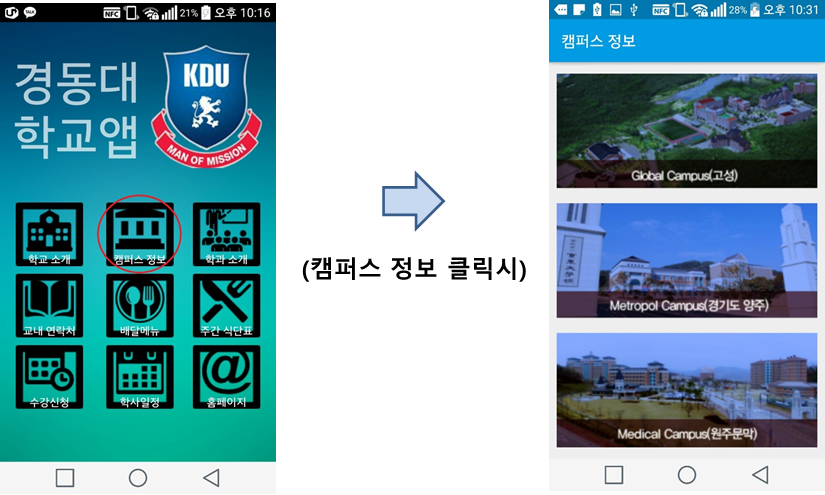 NFC 21% 오후 10:16
경동대
학교앱
KDU
MAN OF MISSION
학교 소개
캠퍼스 정보
학과 소개
교내 연락처
배달메뉴
주간 식단표
수강신청
학사일정
홈페이지
(캠퍼스 정보 클릭시)
NFC 28% 오후 10:31
캠퍼스 정보
Global Campus(고성)
Metropol Campus(경기도 양주)
Medical Campus(원주문막)